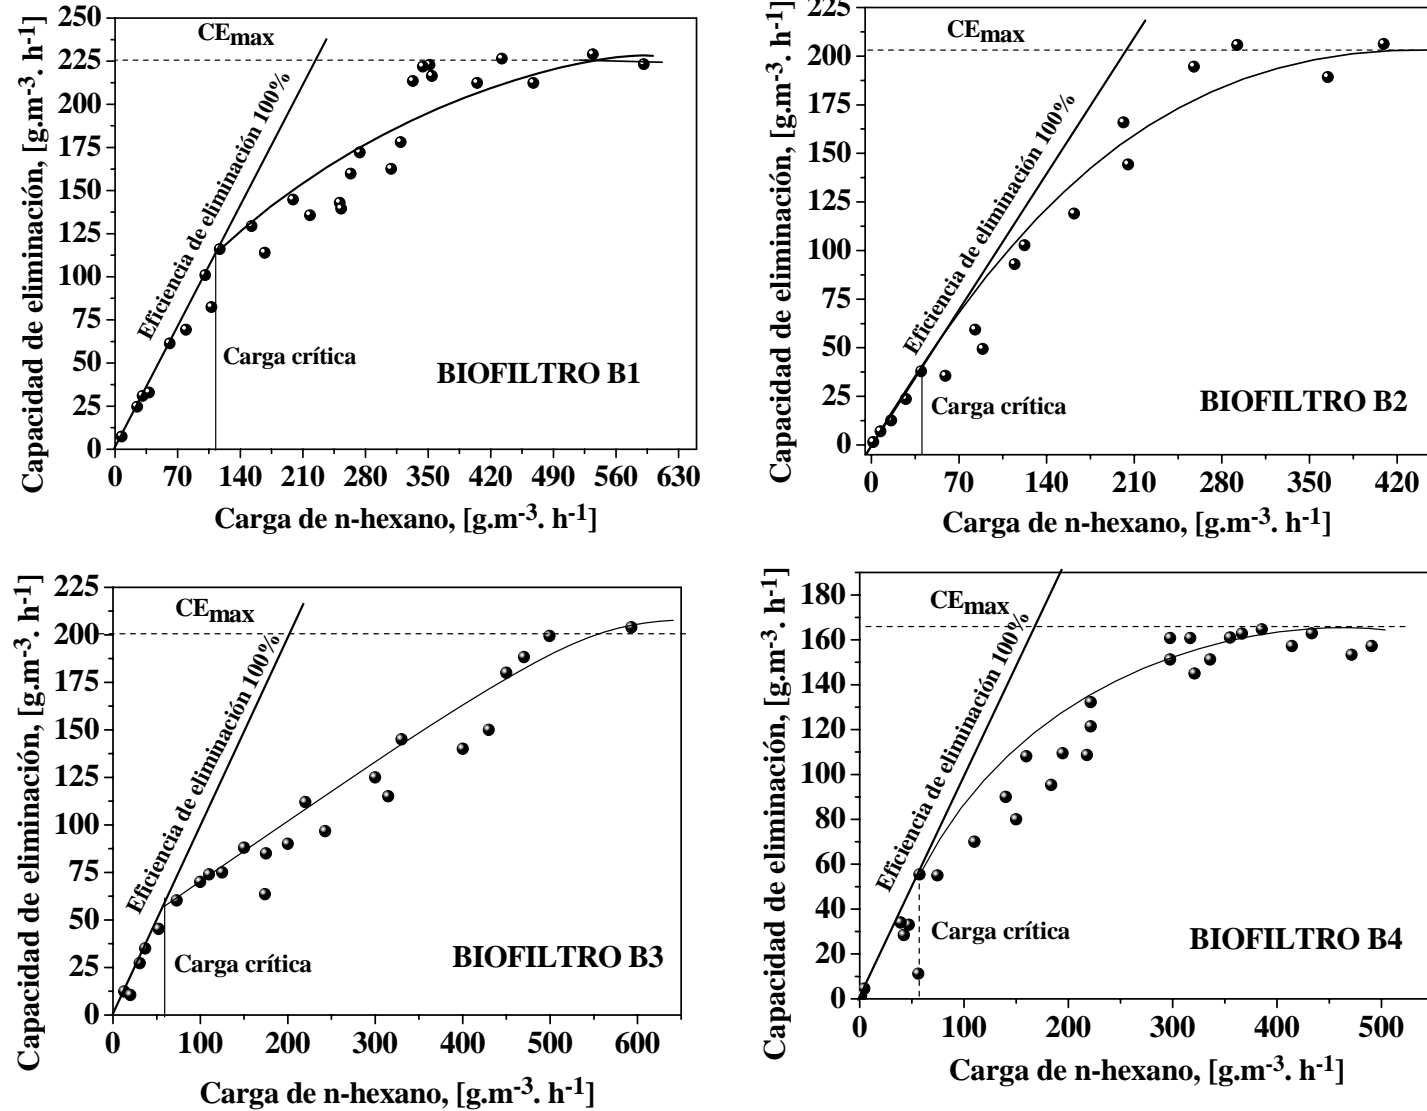 Capacidad de eliminación, [g.m-3. h-1]
250
225
200
175
150
125
100
75
50
25
0
CEmax
Eficiencia de eliminación 100%
Carga crítica
BIOFILTRO B1
0 70 140 210 280 350 420 490 560 630
Carga de n-hexano, [g.m-3. h-1]
Capacidad de eliminación, [g.m-3. h-1]
225
200
175
150
125
100
75
50
25
0
CEmax
Eficiencia de eliminación 100%
Carga crítica
BIOFILTRO B2
0 70 140 210 280 350 420
Carga de n-hexano, [g.m-3. h-1]
Capacidad de eliminación, [g.m-3. h-1]
225
200
175
150
125
100
75
50
25
0
CEmax
Eficiencia de eliminación 100%
Carga crítica
BIOFILTRO B3
0 100 200 300 400 500 600
Carga de n-hexano, [g.m-3. h-1]
Capacidad de eliminación, [g.m-3. h-1]
180
160
140
120
100
80
60
40
20
0
CEmax
Eficiencia de eliminación 100%
Carga crítica
BIOFILTRO B4
0 100 200 300 400 500
Carga de n-hexano, [g.m-3. h-1]